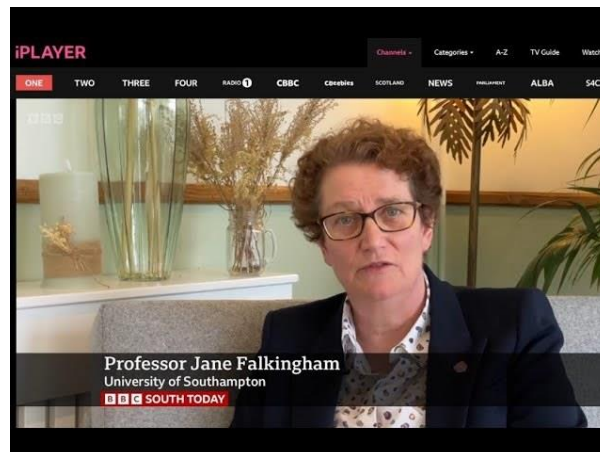 iPLAYER
Channels Categories A-Z TV Guide Watch
ONE TWO THREE FOUR RADIO 1 CBBC CBeebies SCOTLAND NEWS PARLIAMENT ALBA S4C
BBC
Professor Jane Falkingham
University of Southampton
BBC SOUTH TODAY